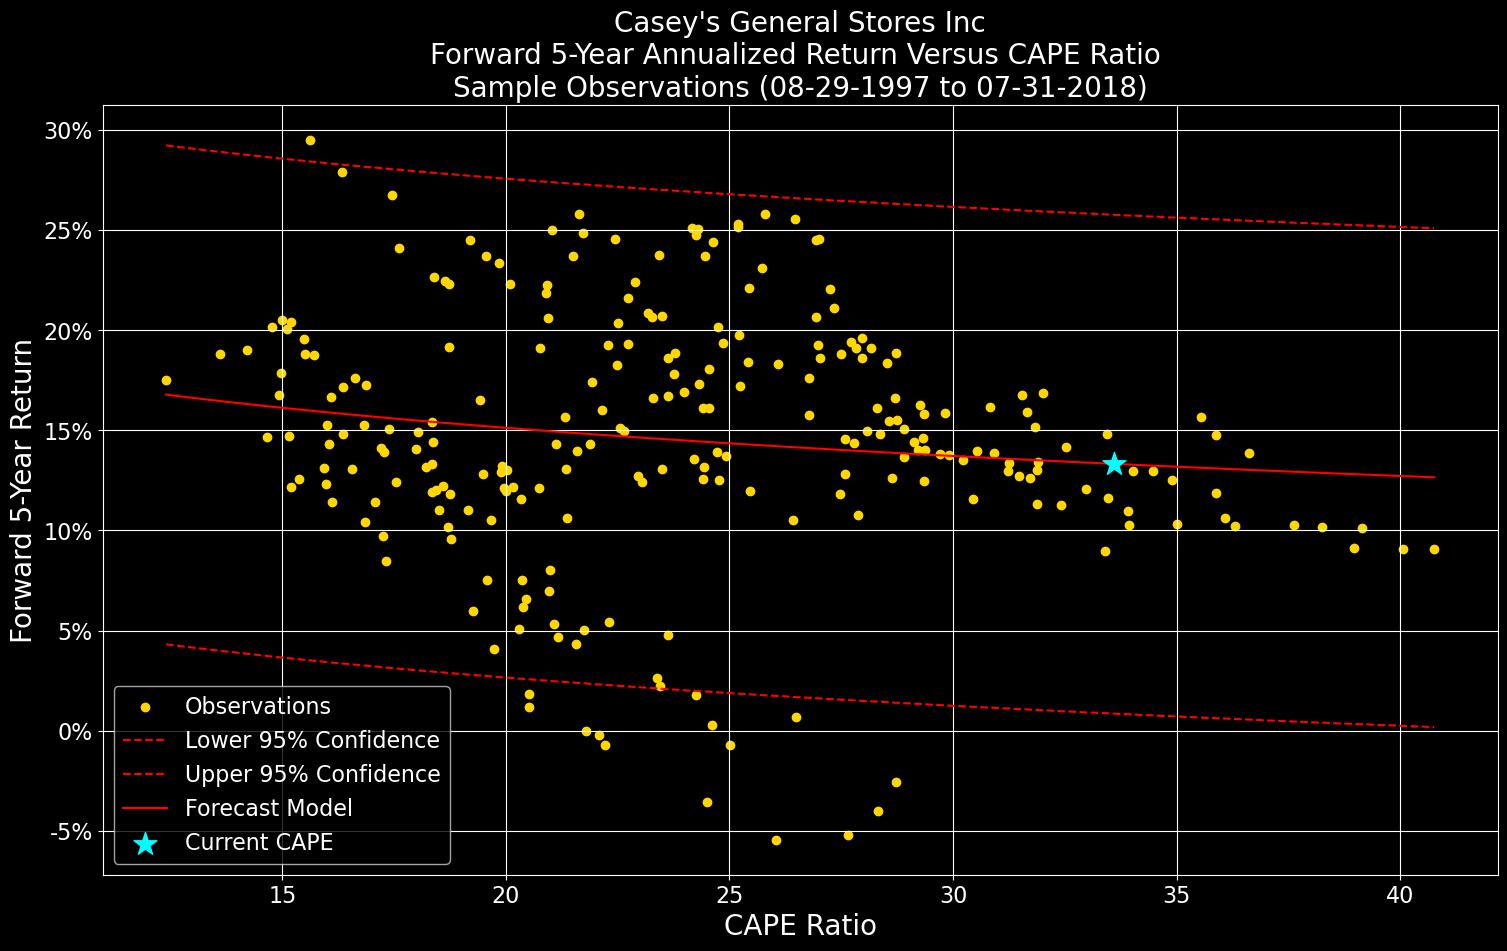 Casey's General Stores Inc
Forward 5-Year Annualized Return Versus CAPE Ratio
Sample Observations (08-29-1997 to 07-31-2018)
30%
25%
20%
15%
10%
5%
0%
-5%
Forward 5-Year Return
Observations
Lower 95% Confidence
Upper 95% Confidence
Forecast Model
Current CAPE
15 20 25 30 35 40
CAPE Ratio